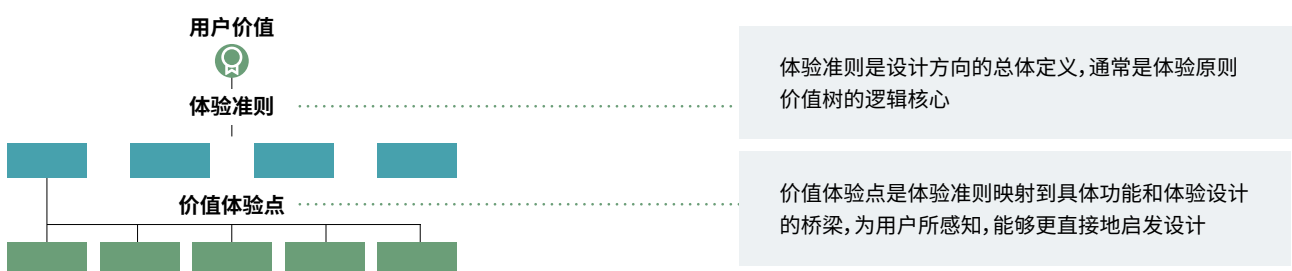 用户价值
体验准则
体验准则是设计方向的总体定义，通常是体验原则
价值树的逻辑核心
价值体验点
价值体验点是体验准则映射到具体功能和体验设计
的桥梁，为用户所感知，能够更直接地启发设计